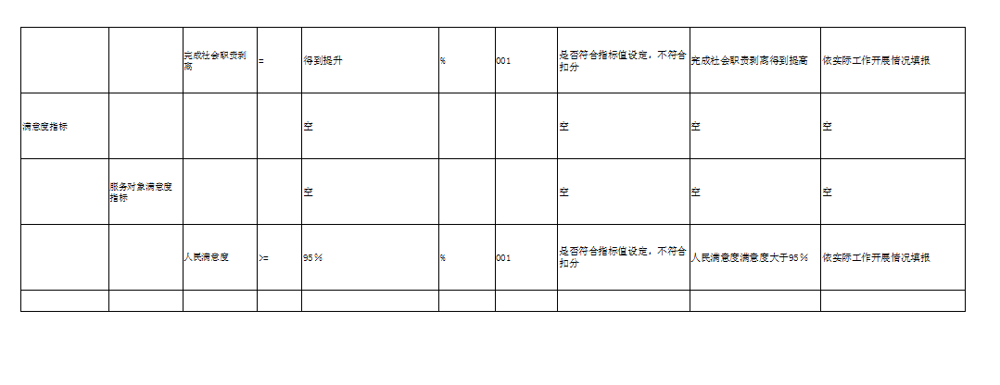 完成社会职责剥
离
=
得到提升
%
001
是否符合指标值设定，不符合
扣分
完成社会职责剥离得到提高
依实际工作开展情况填报
满意度指标
空
空
空
空
服务对象满意度
指标
空
空
空
空
人民满意度
>=
95％
%
001
是否符合指标值设定，不符合
扣分
人民满意度满意度大于95％
依实际工作开展情况填报